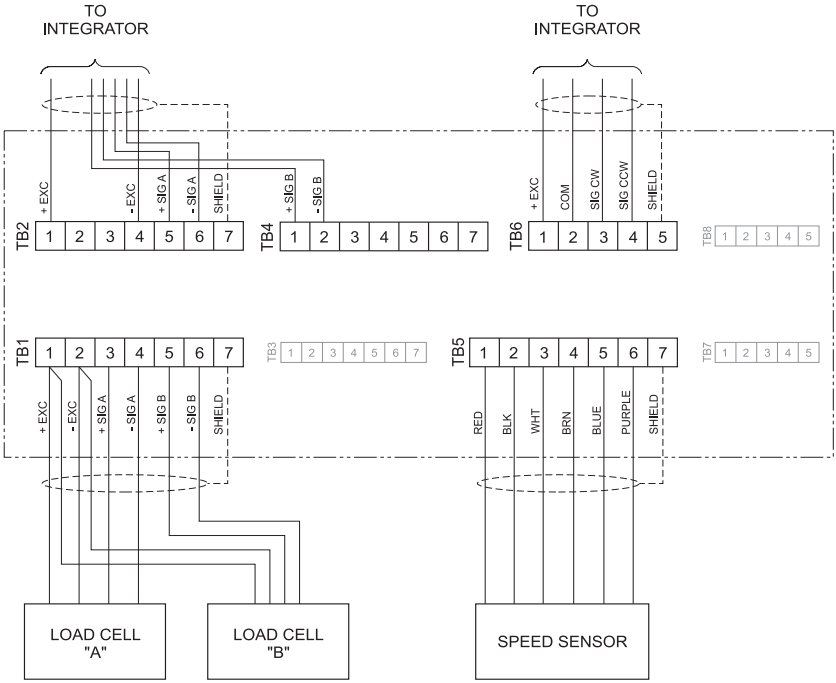 TO
INTEGRATOR
TO
INTEGRATOR
+ EXC
- EXC
+ SIG A
- SIG A
SHIELD
+ SIG B
- SIG B
+ EXC
COM
SIG CW
SIG CCW
SHIELD
TB2 1 2 3 4 5 6 7
TB4 1 2 3 4 5 6 7
TB6 1 2 3 4 5
TB8 1 2 3 4 5
TB1 1 2 3 4 5 6 7
TB3 1 2 3 4 5 6 7
TB5 1 2 3 4 5 6 7
TB7 1 2 3 4 5
+ EXC
- EXC
+ SIG A
- SIG A
+ SIG B
- SIG B
SHIELD
RED
BLK
WHT
BRN
BLUE
PURPLE
SHIELD
LOAD CELL
"A"
LOAD CELL
"B"
SPEED SENSOR